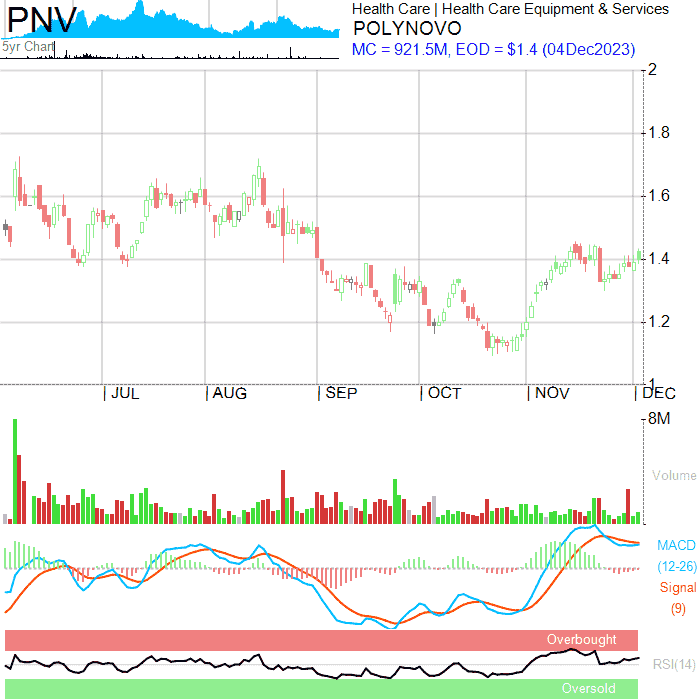 PNV
5yr Chart
Health Care | Health Care Equipment & Services
POLYNOVO
MC = 921.5M, EOD = $1.4 (04Dec2023)
2
1.8
1.6
1.4
1.2
1
JUL AUG SEP OCT NOV DEC
8M
Volume
MACD
(12-26)
Signal
(9)
Overbought
RSI(14)
Oversold